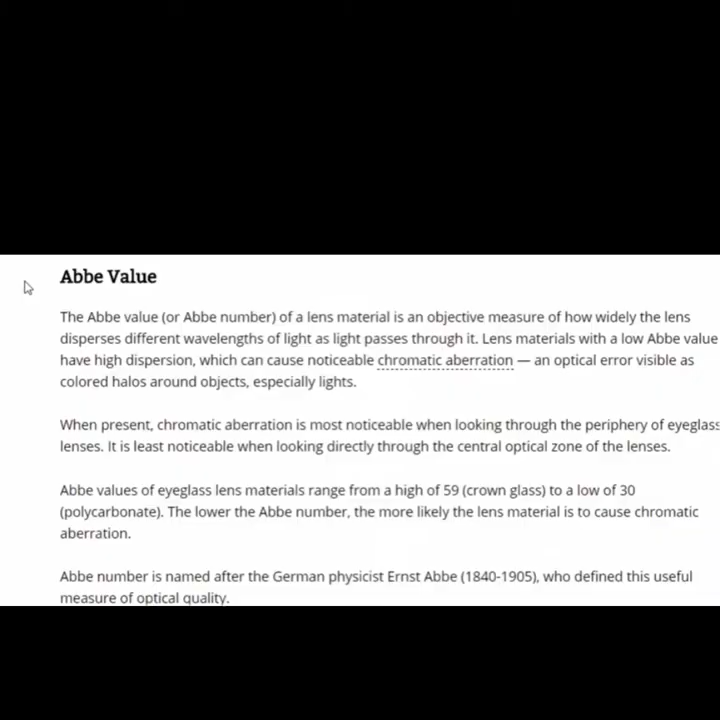 Abbe Value
The Abbe value (or Abbe number) of a lens material is an objective measure of how widely the lens
disperses different wavelengths of light as light passes through it. Lens materials with a low Abbe value
have high dispersion, which can cause noticeable chromatic aberration — an optical error visible as
colored halos around objects, especially lights.
When present, chromatic aberration is most noticeable when looking through the periphery of eyeglass
lenses. It is least noticeable when looking directly through the central optical zone of the lenses.
Abbe values of eyeglass lens materials range from a high of 59 (crown glass) to a low of 30
(polycarbonate). The lower the Abbe number, the more likely the lens material is to cause chromatic
aberration.
Abbe number is named after the German physicist Ernst Abbe (1840-1905), who defined this useful
measure of optical quality.